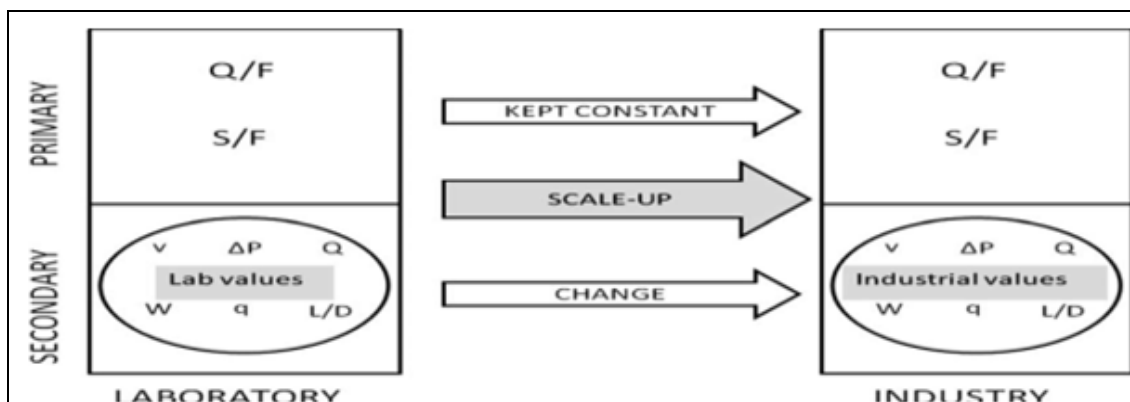 PRIMARY
Q/F
S/F
SECONDARY
v ΔP Q
Lab values
W q L/D
LABORATORY
KEPT CONSTANT
SCALE-UP
CHANGE
Q/F
S/F
v ΔP Q
Industrial values
W q L/D
INDUSTRY